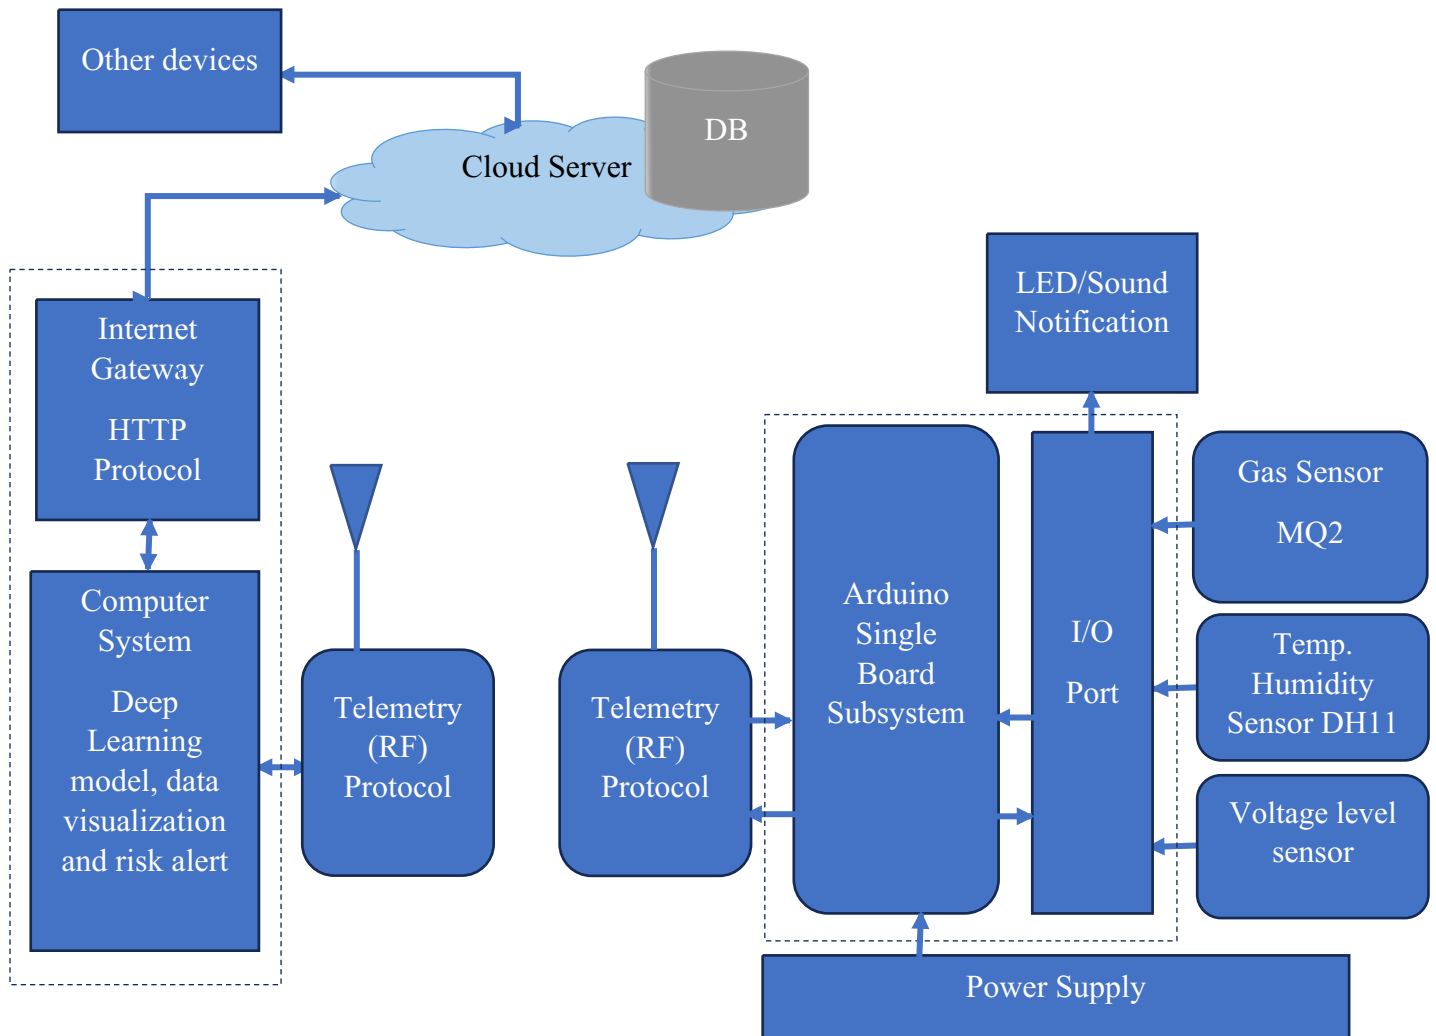 Other devices
Cloud Server
DB
Internet
Gateway
HTTP
Protocol
Computer
System
Deep
Learning
model, data
visualization
and risk alert
Telemetry
(RF)
Protocol
Telemetry
(RF)
Protocol
Arduino
Single
Board
Subsystem
I/O
Port
LED/Sound
Notification
Gas Sensor
MQ2
Temp.
Humidity
Sensor DH11
Voltage level
sensor
Power Supply